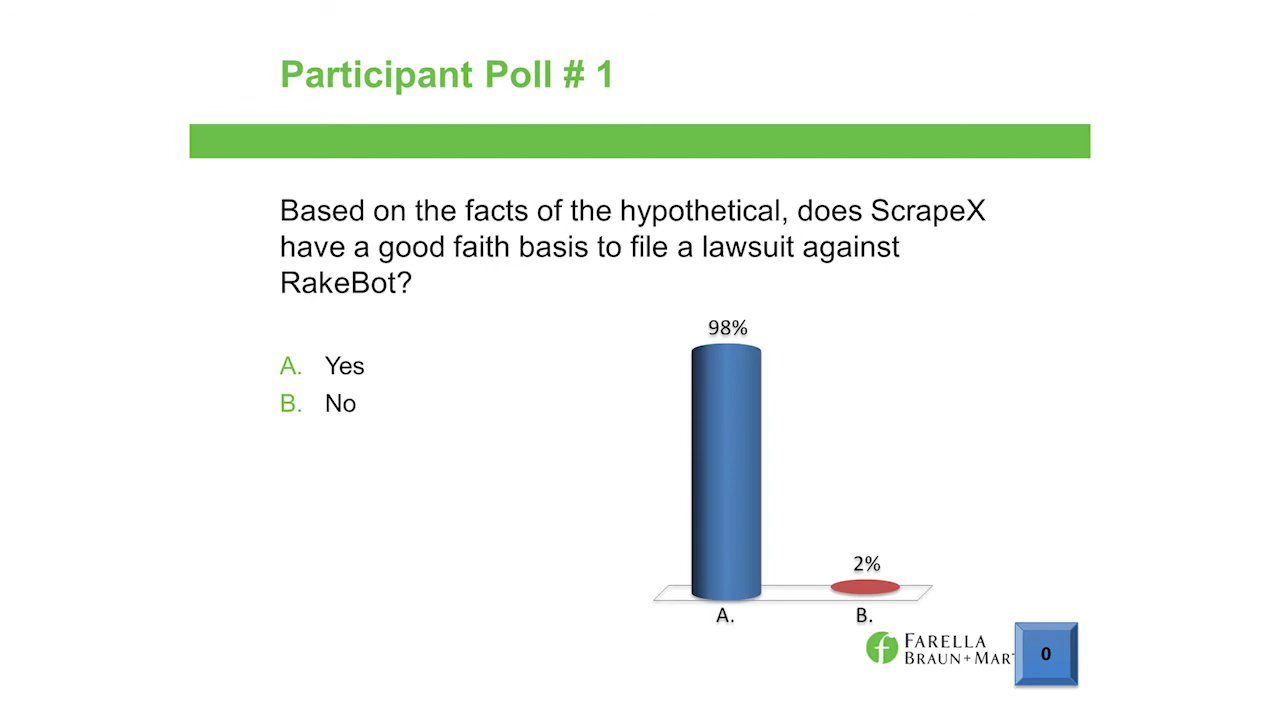 Participant Poll # 1
Based on the facts of the hypothetical, does ScrapeX
have a good faith basis to file a lawsuit against
RakeBot?
A. Yes
B. No
98%
2%
A. B.
FARELLA
BRAUN+MAR
0